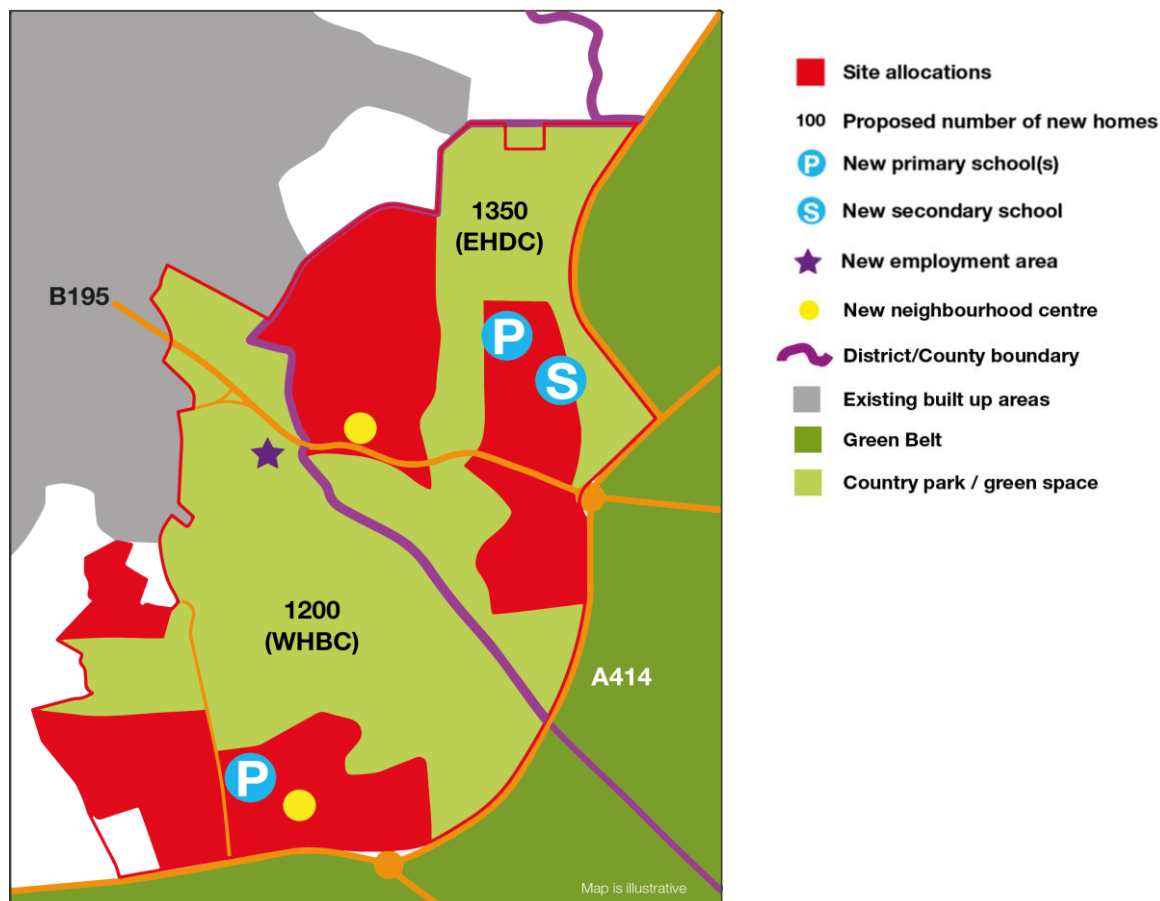 1350
(EHDC)
P
S
B195
1200
(WHBC)
A414
P
Map is illustrative
Site allocations
100 Proposed number of new homes
P New primary school(s)
S New secondary school
New employment area
New neighbourhood centre
District/County boundary
Existing built up areas
Green Belt
Country park / green space